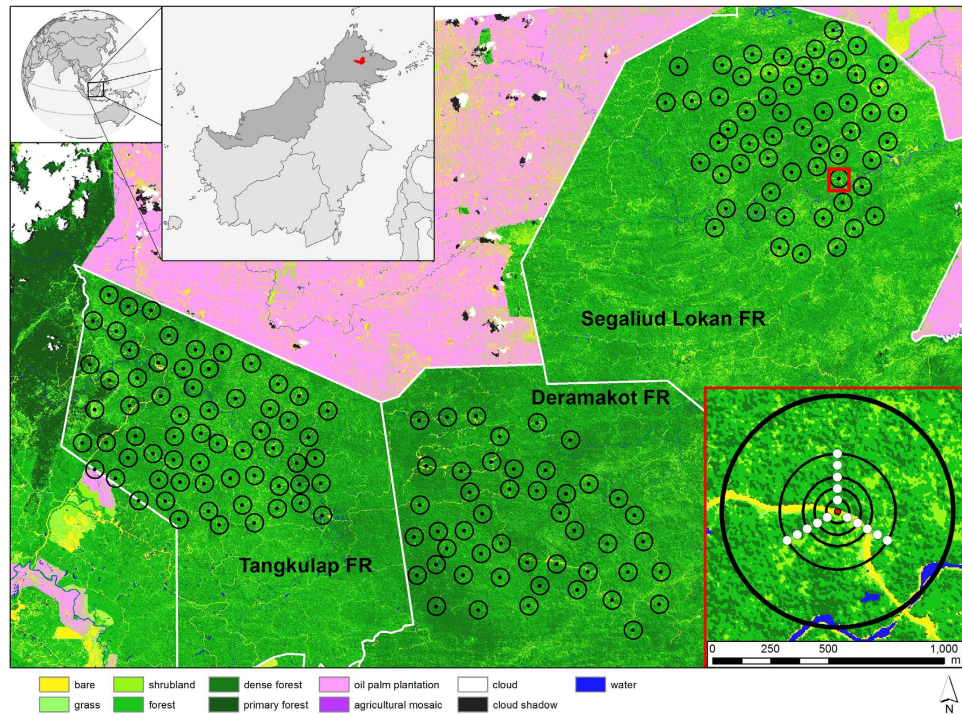 Segaliud Lokan FR
Deramakot FR
Tangkulap FR
0 250 500 1,000
m
bare shrubland dense forest oil palm plantation cloud water
grass forest primary forest agricultural mosaic cloud shadow
N